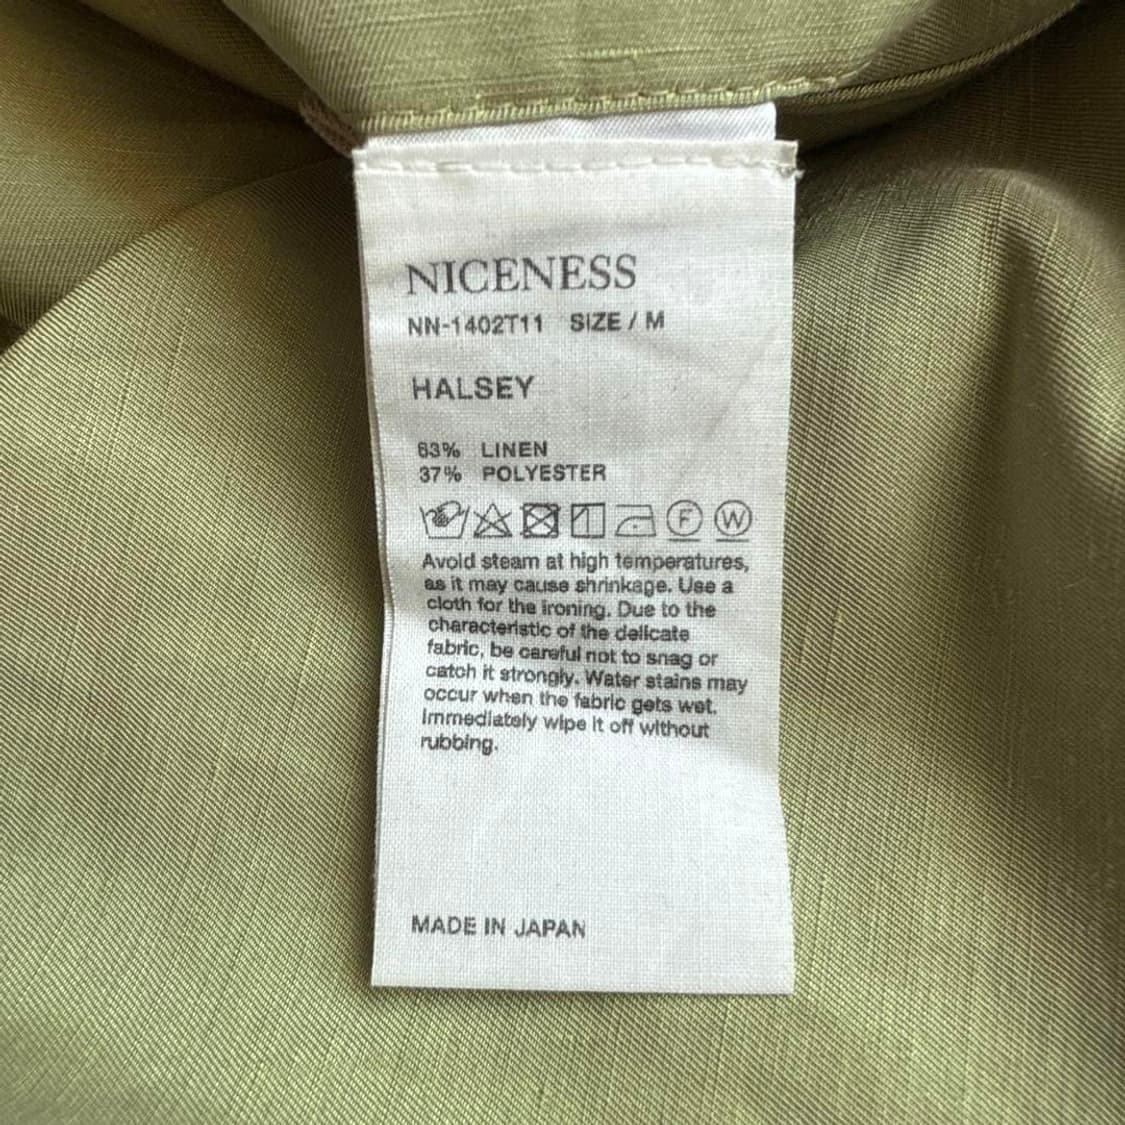 NICENESS
NN-1402T11 SIZE / M
HALSEY
63% LINEN
37% POLYESTER
F W
Avoid steam at high temperatures,
as it may cause shrinkage. Use a
cloth for the ironing. Due to the
characteristic of the delicate
fabric, be careful not to snag or
catch it strongly. Water stains may
occur when the fabric gets wet.
Immediately wipe it off without
rubbing.
MADE IN JAPAN